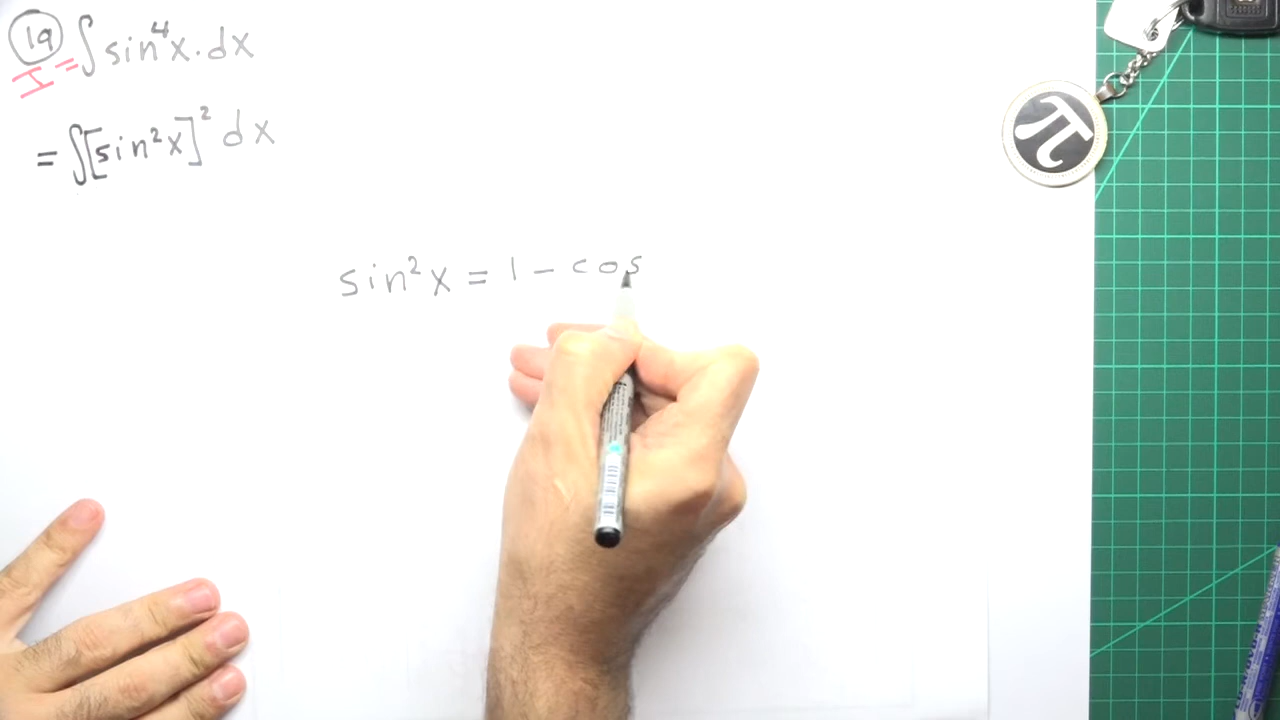 19 I = ∫ sin⁴x · dx
= ∫[sin²x]² dx
sin²x = 1 - cos
π